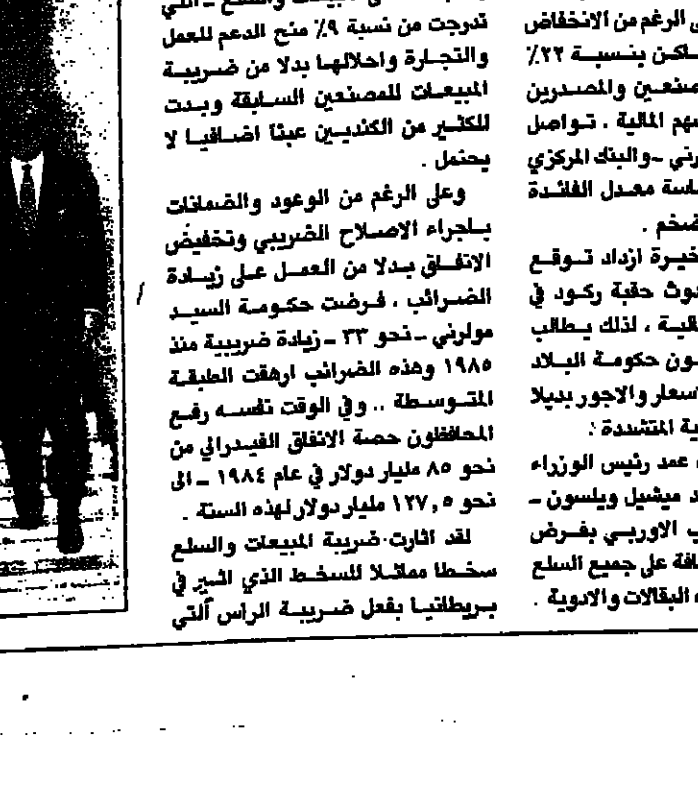 ى الرغم من الانخفاض
ـاكن بنسبة ٢٢٪
صنعين والمصدرين
سهم المالية . تواصل
رني - والبنك المركزي
اسة معدل الفائدة
ضخم .
خيرة ازداد توقع
دوث حقبة ركود في
الية ، لذلك يطالب
ـون حكومة البلاد
سعار والاجور بديلا
ية المتشددة .
عمد رئيس الوزراء
د ميشيل ويلسون -
ب الاوربي بفرض
افة على جميع السلع
البقالات والادوية .
تدرجت من نسبة ٩٪ منح الدعم للعمل
والتجارة واحلالها بدلا من ضريبة
المبيعات للمصنعين السابقة وبدت
للكثير من الكنديين عبئا اضافيا لا
يحتمل .
وعلى الرغم من الوعود والضمانات
باجراء الاصلاح الضريبي وتخفيض
الانفاق بدلا من العمل على زيادة
الضرائب ، فرضت حكومة السيد
مولرني - نحو ٣٣ - زيادة ضريبية منذ
١٩٨٥ وهذه الضرائب ارهقت الطبقة
المتوسطة .. وفي الوقت نفسه رفع
المحافظون حصة الانفاق الفيدرالي من
نحو ٨٥ مليار دولار في عام ١٩٨٤ - الى
نحو ١٢٧,٥ مليار دولار لهذه السنة .
لقد اثارت ضريبة المبيعات والسلع
سخطا مماثلا للسخط الذي اثير في
بريطانيا بفعل ضريبة الراس ألتي